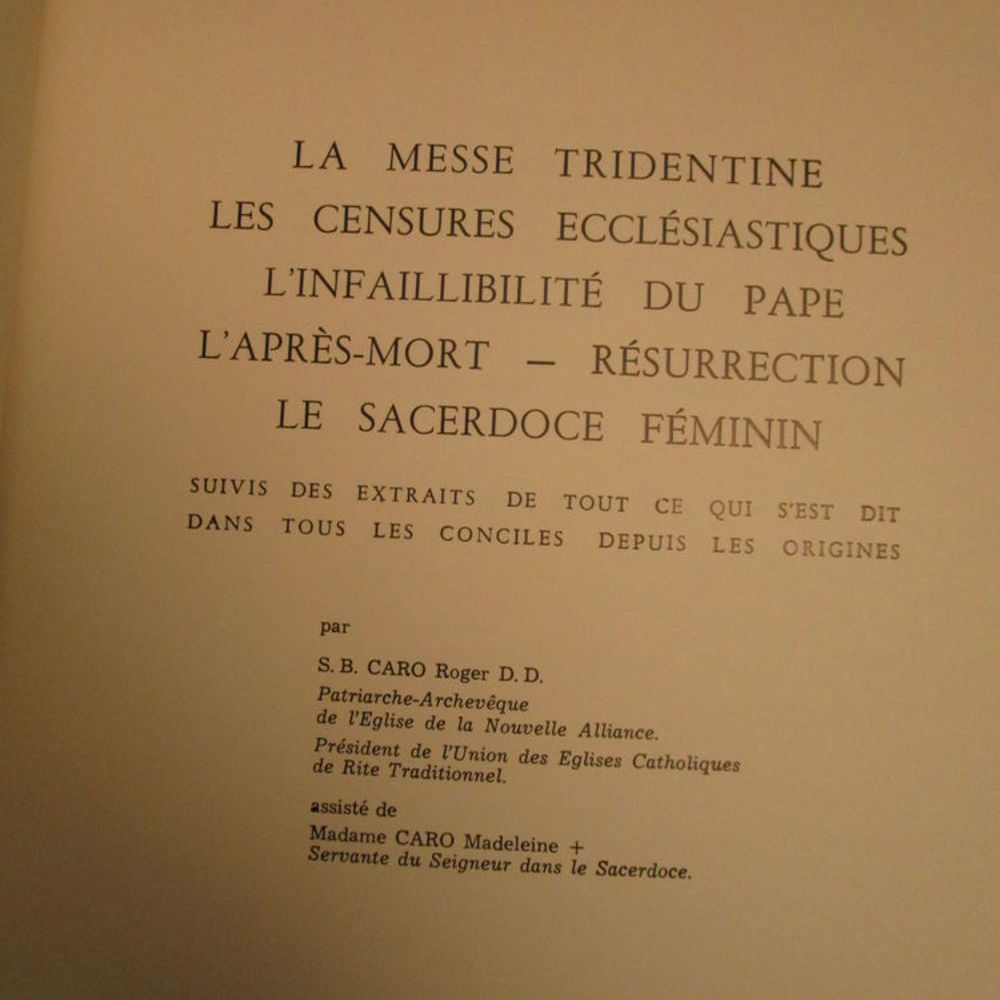 LA MESSE TRIDENTINE
LES CENSURES ECCLÉSIASTIQUES
L'INFAILLIBILITÉ DU PAPE
L'APRÈS-MORT — RÉSURRECTION
LE SACERDOCE FÉMININ
SUIVIS DES EXTRAITS DE TOUT CE QUI S'EST DIT
DANS TOUS LES CONCILES DEPUIS LES ORIGINES
par
S. B. CARO Roger D. D.
Patriarche-Archevêque
de l'Eglise de la Nouvelle Alliance.
Président de l'Union des Eglises Catholiques
de Rite Traditionnel.
assisté de
Madame CARO Madeleine +
Servante du Seigneur dans le Sacerdoce.